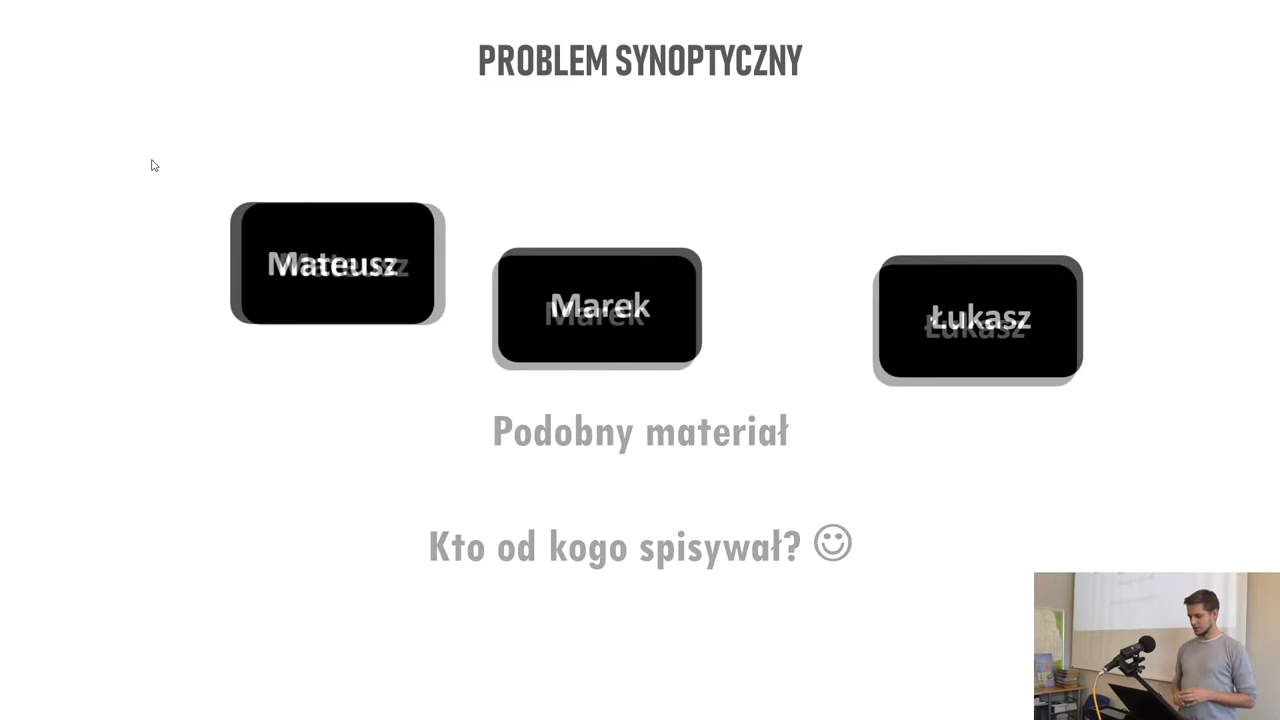 PROBLEM SYNOPTYCZNY
Mateusz
Marek
Łukasz
Podobny materiał
Kto od kogo spisywał? ☺